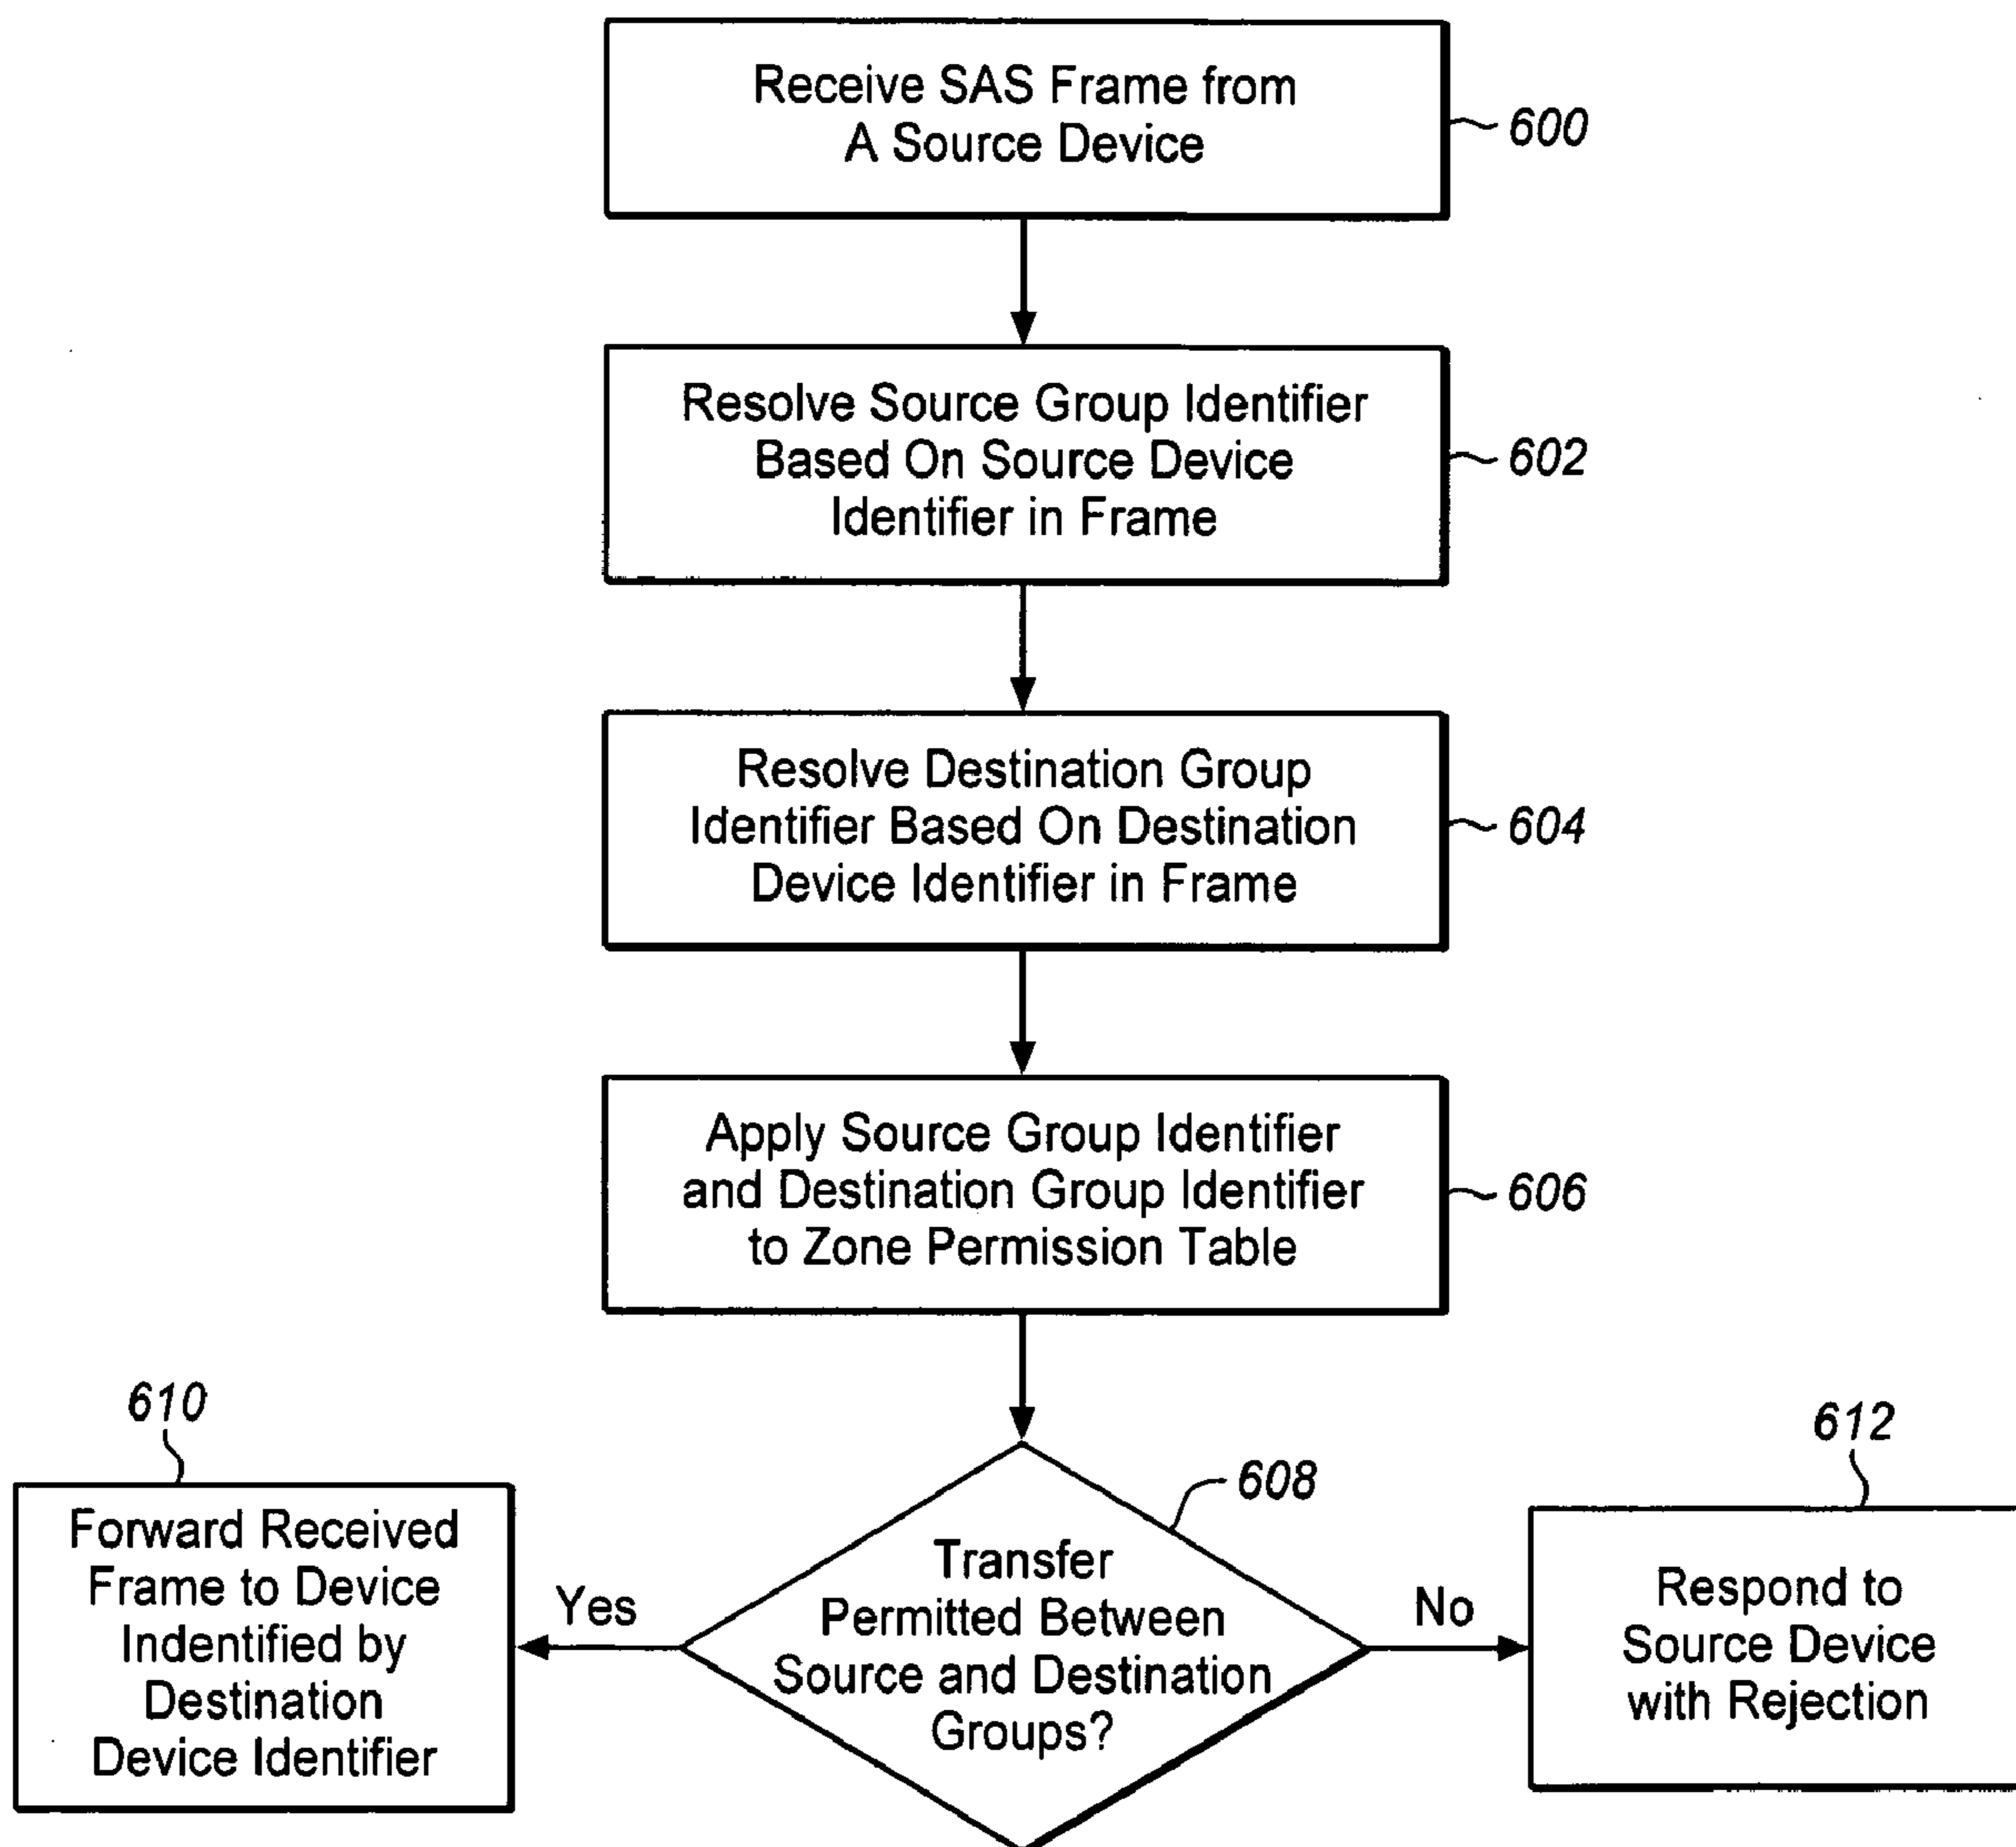 Receive SAS Frame from
A Source Device
600
Resolve Source Group Identifier
Based On Source Device
Identifier in Frame
602
Resolve Destination Group
Identifier Based On Destination
Device Identifier in Frame
604
Apply Source Group Identifier
and Destination Group Identifier
to Zone Permission Table
606
608
Transfer
Permitted Between
Source and Destination
Groups?
Yes
No
610
Forward Received
Frame to Device
Indentified by
Destination
Device Identifier
612
Respond to
Source Device
with Rejection